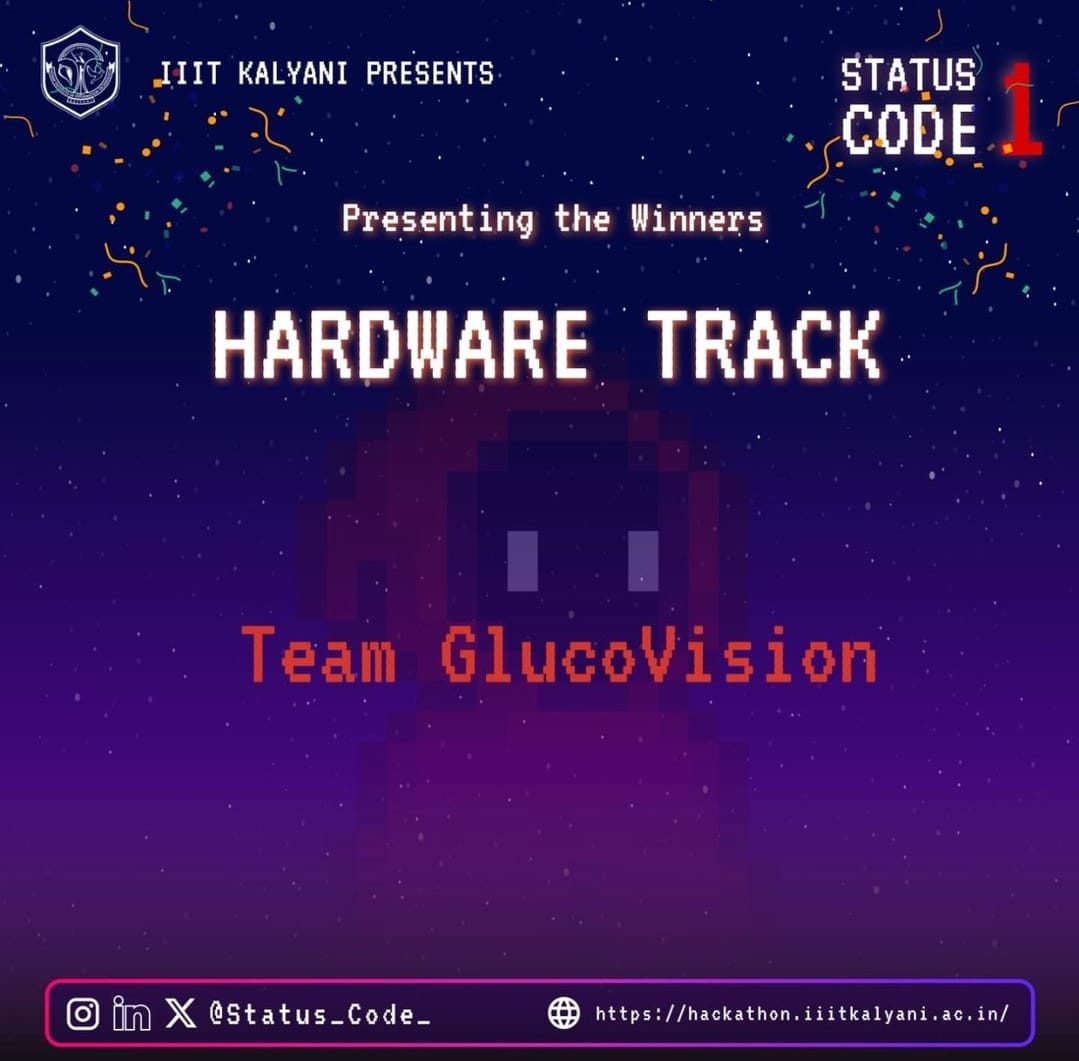 IIIT KALYANI PRESENTS
STATUS
CODE 1
Presenting the Winners
HARDWARE TRACK
Team GlucoVision
@Status_Code_
https://hackathon.iiitkalyani.ac.in/